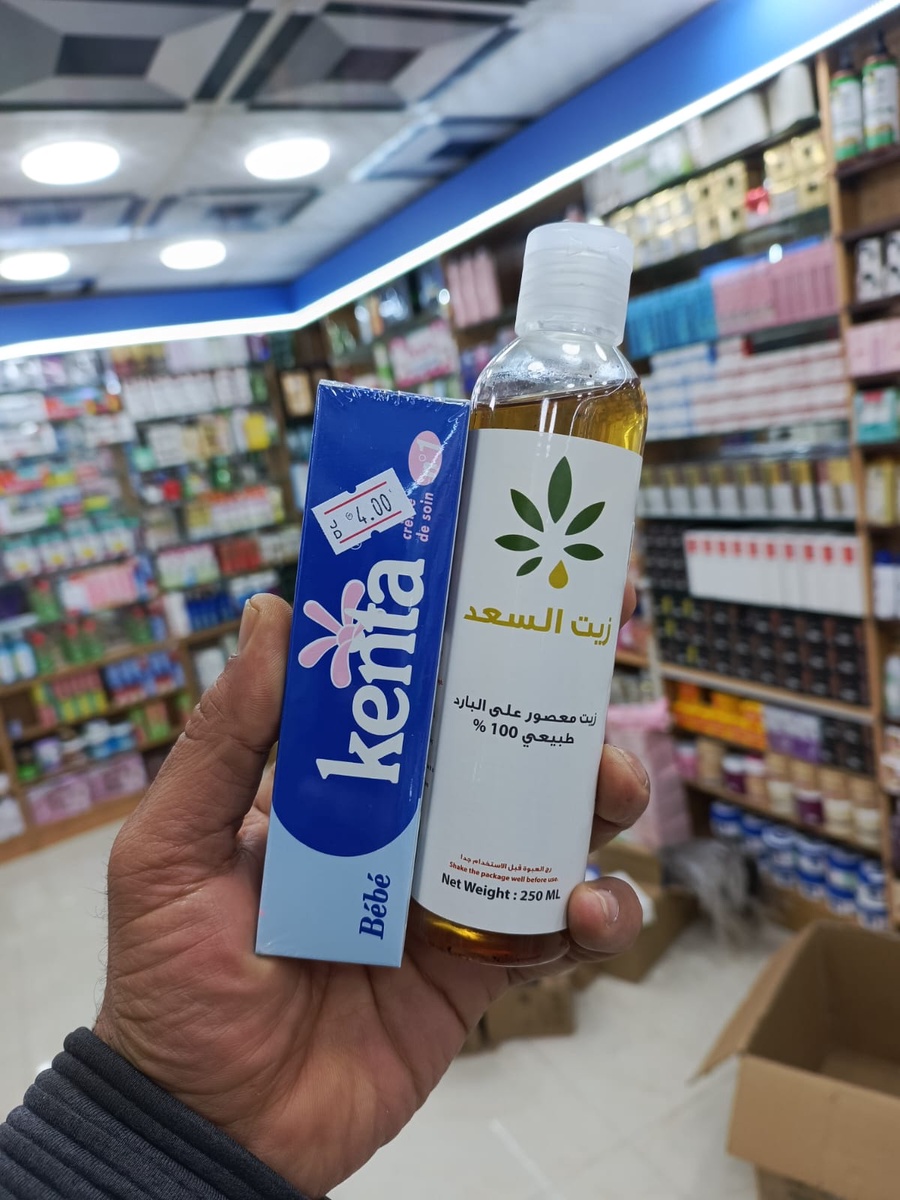 4.00
crème
de soin
kenta
Bébé
زيت السعد
زيت معصور على البارد
طبيعي 100 %
رج العبوة قبل الاستخدام جدا
Shake the package well before use.
Net Weight : 250 ML